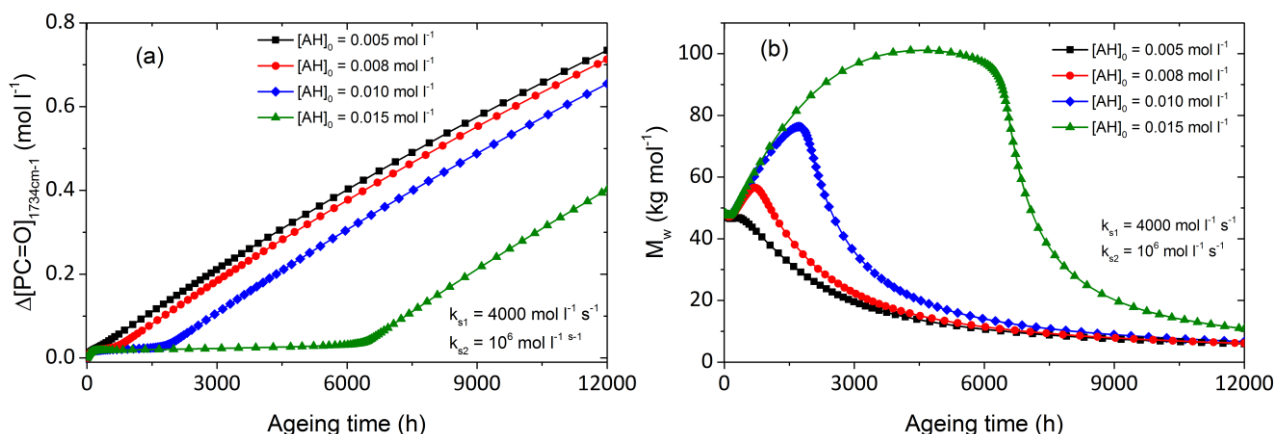 (a)
[AH]₀ = 0.005 mol l⁻¹
[AH]₀ = 0.008 mol l⁻¹
[AH]₀ = 0.010 mol l⁻¹
[AH]₀ = 0.015 mol l⁻¹
Δ[PC=O]₁₇₃₄cm-1 (mol l⁻¹)
0.8
0.6
0.4
0.2
0.0
kₛ₁ = 4000 mol l⁻¹ s⁻¹
kₛ₂ = 10⁶ mol l⁻¹ ˢ⁻¹
0 3000 6000 9000 12000
Ageing time (h)
(b)
[AH]₀ = 0.005 mol l⁻¹
[AH]₀ = 0.008 mol l⁻¹
[AH]₀ = 0.010 mol l⁻¹
[AH]₀ = 0.015 mol l⁻¹
M_w (kg mol⁻¹)
100
80
60
40
20
0
kₛ₁ = 4000 mol l⁻¹ s⁻¹
kₛ₂ = 10⁶ mol l⁻¹ s⁻¹
0 3000 6000 9000 12000
Ageing time (h)